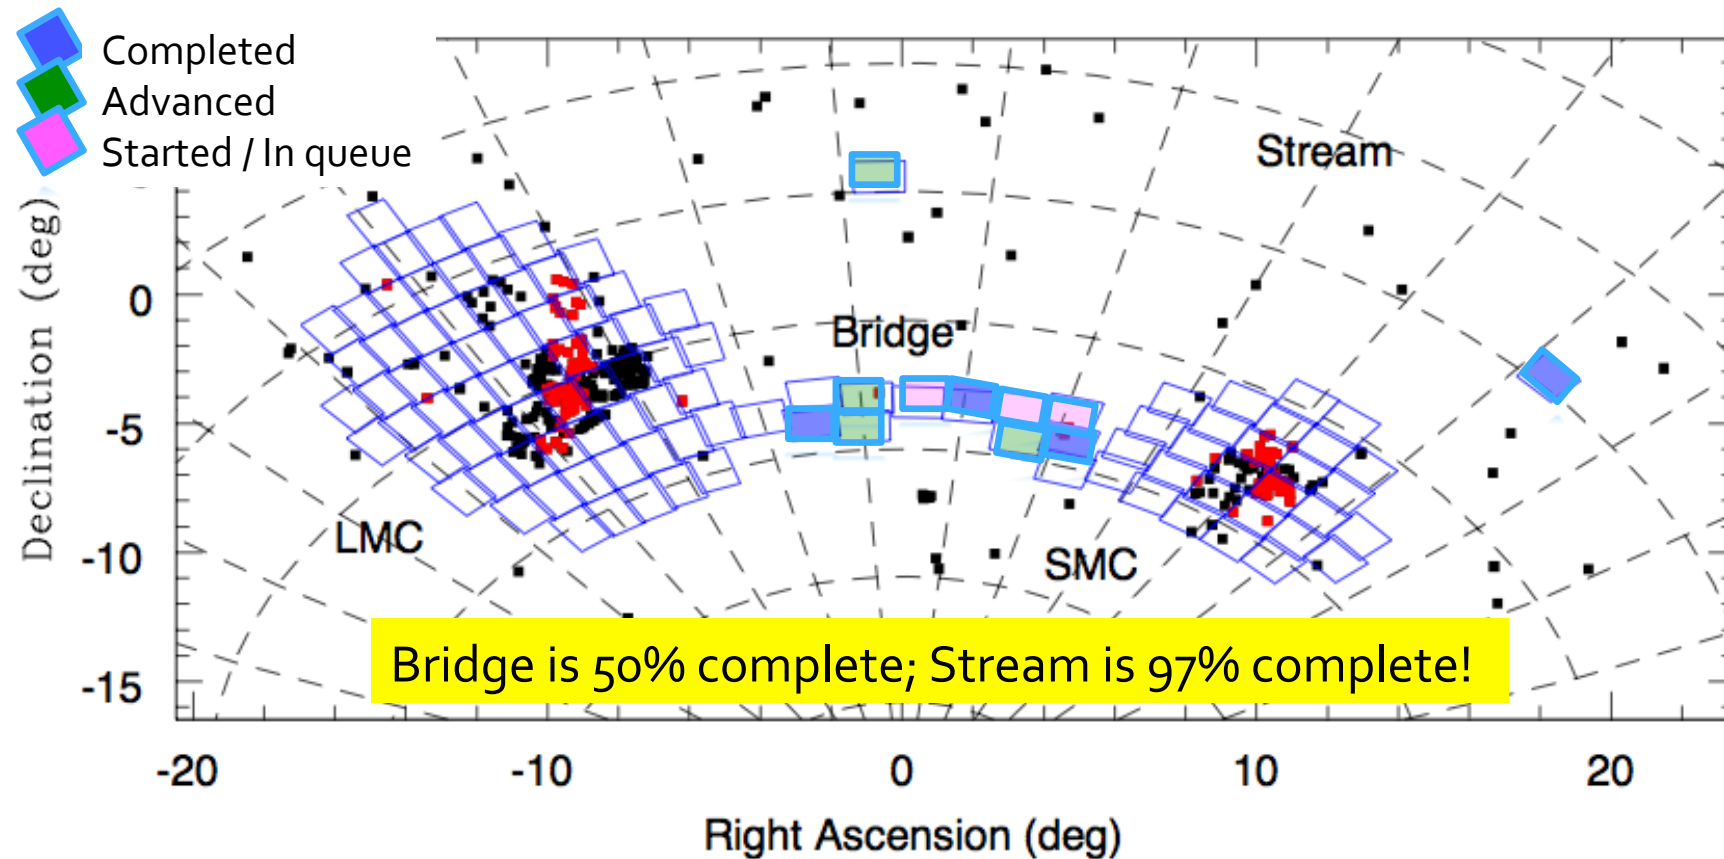 Completed
Advanced
Started / In queue
Stream
Bridge
LMC
SMC
Bridge is 50% complete; Stream is 97% complete!
Declination (deg)
0
-5
-10
-15
-20
-10
0
10
20
Right Ascension (deg)